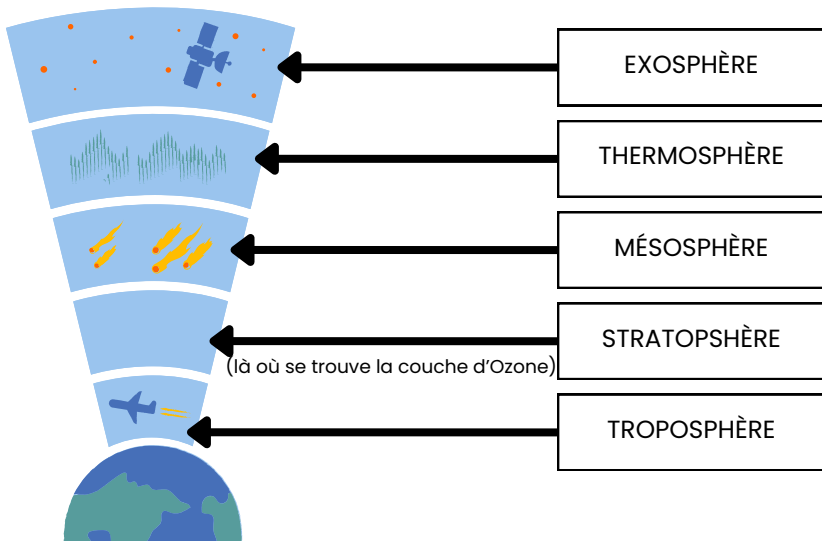 EXOSPHÈRE
THERMOSPHÈRE
MÉSOSPHÈRE
STRATOPSHÈRE
(là où se trouve la couche d'Ozone)
TROPOSPHÈRE